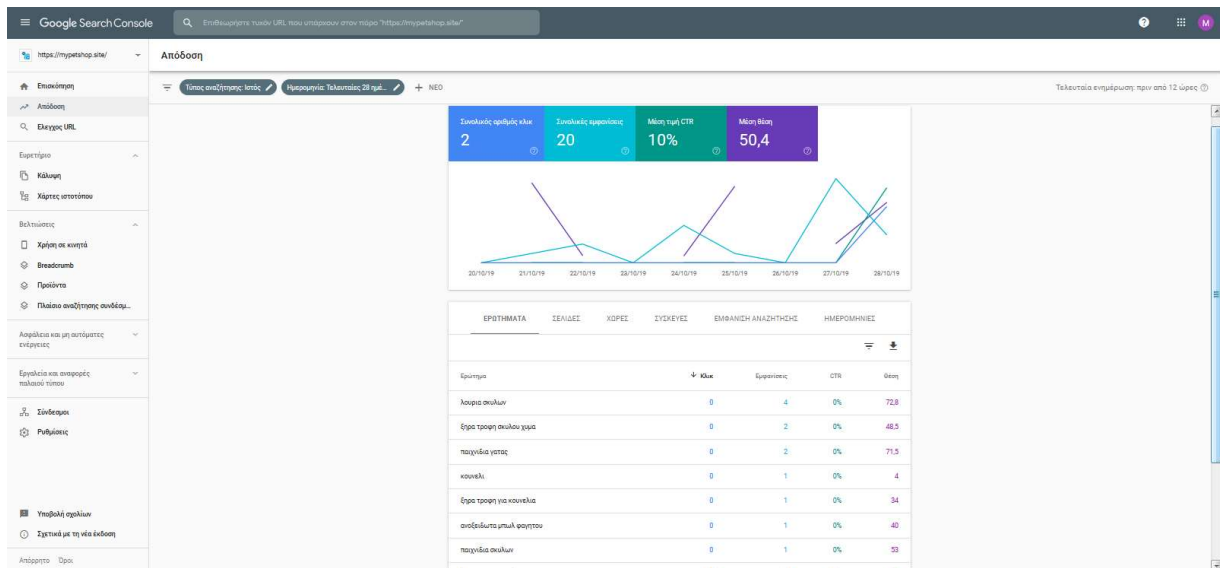 Google Search Console
Επιθεωρήστε τυχόν URL που υπάρχουν στον πόρο "https://mypetshop.site/"
M
https://mypetshop.site/
Απόδοση
Επισκόπηση
Απόδοση
Έλεγχος URL
Ευρετήριο
Κάλυψη
Χάρτες ιστοτόπου
Βελτιώσεις
Χρήση σε κινητά
Breadcrumb
Προϊόντα
Πλαίσιο αναζήτησης συνδέσμ...
Ασφάλεια και μη αυτόματες
ενέργειες
Εργαλεία και αναφορές
παλαιού τύπου
Σύνδεσμοι
Ρυθμίσεις
Υποβολή σχολίων
Σχετικά με τη νέα έκδοση
Απόρρητο Όροι
Τύπος αναζήτησης: Ιστός
Ημερομηνία: Τελευταίες 28 ημέ...
+ ΝΕΟ
Τελευταία ενημέρωση: πριν από 12 ώρες
Συνολικός αριθμός κλικ Συνολικές εμφανίσεις Μέση τιμή CTR Μέση θέση
2 20 10% 50,4
20/10/19 21/10/19 22/10/19 23/10/19 24/10/19 25/10/19 26/10/19 27/10/19 28/10/19
ΕΡΩΤΗΜΑΤΑ ΣΕΛΙΔΕΣ ΧΩΡΕΣ ΣΥΣΚΕΥΕΣ ΕΜΦΑΝΙΣΗ ΑΝΑΖΗΤΗΣΗΣ ΗΜΕΡΟΜΗΝΙΕΣ
Ερώτημα Κλικ Εμφανίσεις CTR Θέση
λουρια σκυλων 0 4 0% 72,8
ξηρα τροφη σκυλου χυμα 0 2 0% 48,5
παιχνιδια γατας 0 2 0% 71,5
κουνελι 0 1 0% 4
ξηρα τροφη για κουνελια 0 1 0% 34
ανοξειδωτα μπωλ φαγητου 0 1 0% 40
παιχνιδια σκυλων 0 1 0% 53